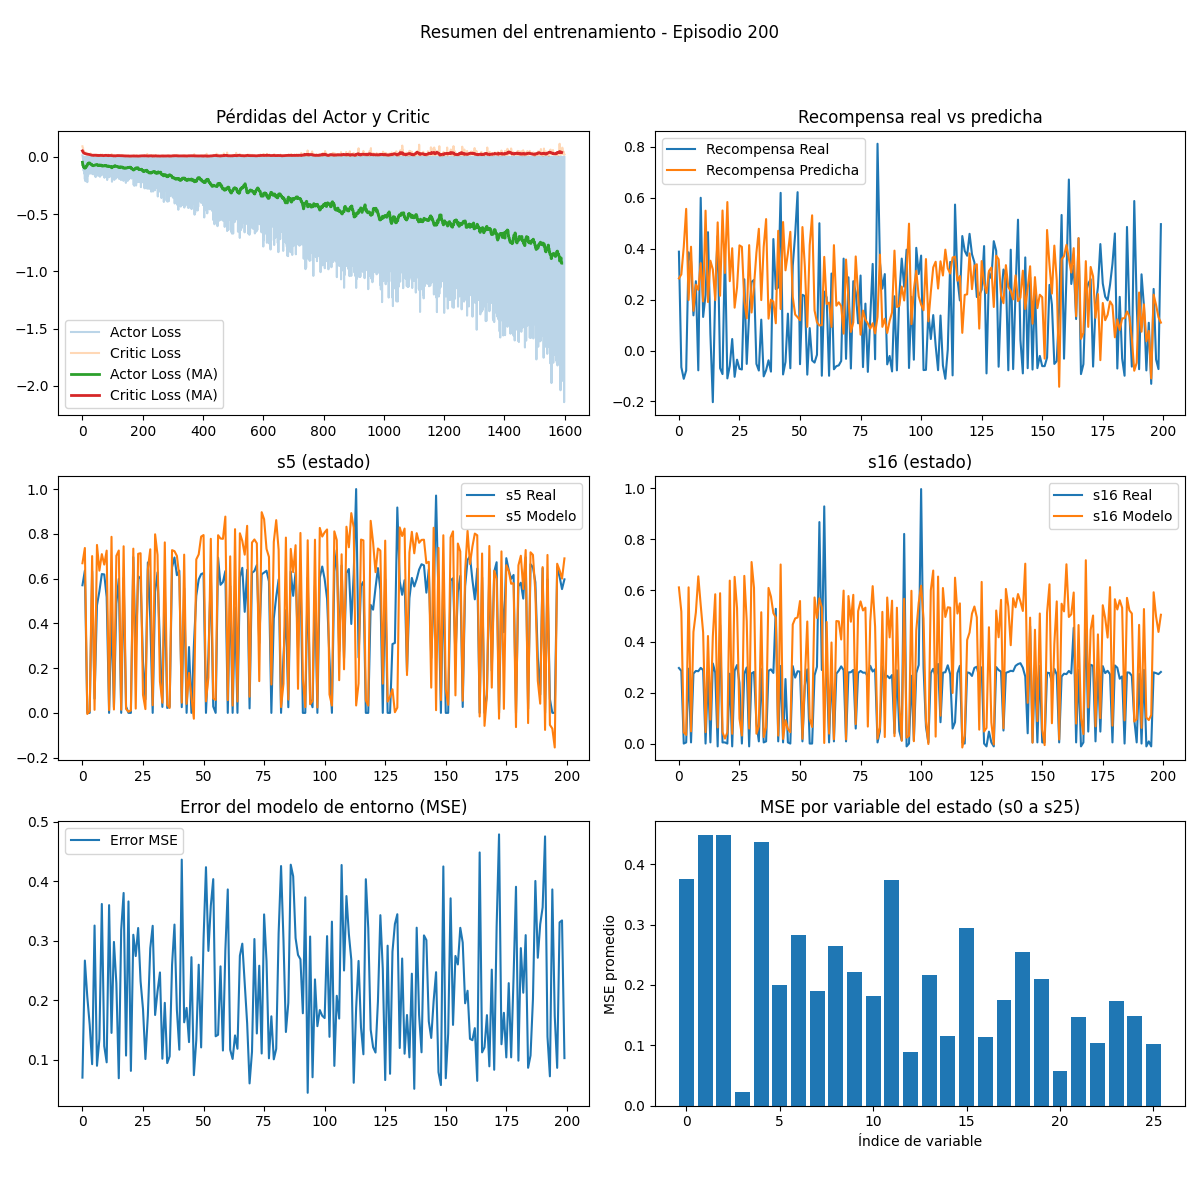 Resumen del entrenamiento - Episodio 200
Pérdidas del Actor y Critic
0.0
−0.5
−1.0
−1.5
−2.0
Actor Loss
Critic Loss
Actor Loss (MA)
Critic Loss (MA)
0 200 400 600 800 1000 1200 1400 1600
Recompensa real vs predicha
0.8
0.6
0.4
0.2
0.0
−0.2
Recompensa Real
Recompensa Predicha
0 25 50 75 100 125 150 175 200
s5 (estado)
1.0
0.8
0.6
0.4
0.2
0.0
−0.2
s5 Real
s5 Modelo
0 25 50 75 100 125 150 175 200
s16 (estado)
1.0
0.8
0.6
0.4
0.2
0.0
s16 Real
s16 Modelo
0 25 50 75 100 125 150 175 200
Error del modelo de entorno (MSE)
0.5
0.4
0.3
0.2
0.1
Error MSE
0 25 50 75 100 125 150 175 200
MSE por variable del estado (s0 a s25)
MSE promedio
0.4
0.3
0.2
0.1
0.0
0 5 10 15 20 25
Índice de variable